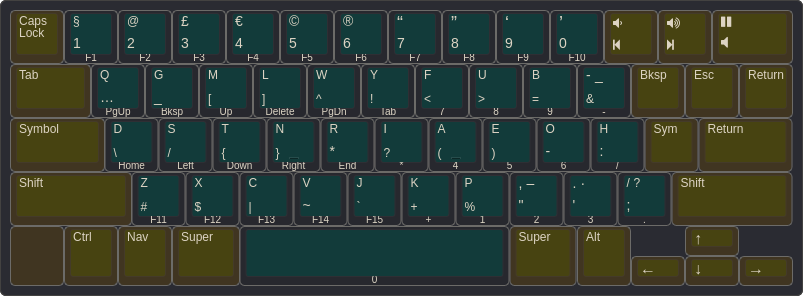 Caps Lock § 1 F1 @ 2 F2 £ 3 F3 € 4 F4 © 5 F5 ® 6 F6 “ 7 F7 ” 8 F8 ‘ 9 F9 ’ 0 F10
Tab Q … PgUp G _ Bksp M [ Up L ] Delete W ^ PgDn Y ! Tab F < 7 U > 8 B = 9 - _ & - Bksp Esc Return
Symbol D \ Home S / Left T { Down N } Right R * End I ? * A ( 4 E ) 5 O - 6 H : / Sym Return
Shift Z # F11 X $ F12 C | F13 V ~ F14 J ` F15 K + + P % 1 , – " 2 . · ' 3 / ? ; . Shift
Ctrl Nav Super 0 Super Alt ← ↑ ↓ →